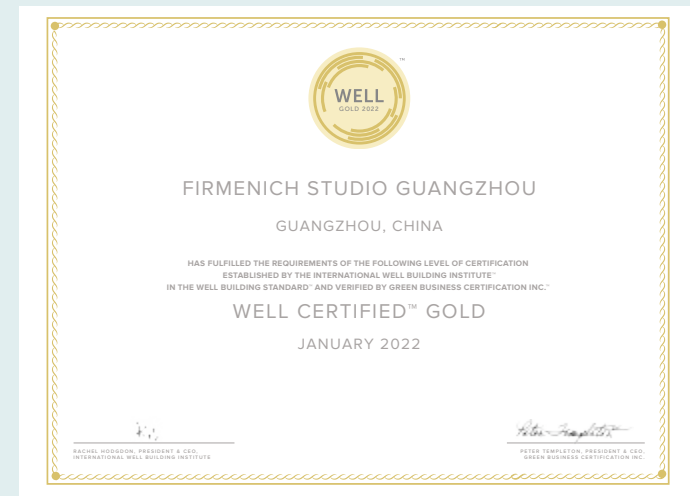 ™
WELL
GOLD 2022
FIRMENICH STUDIO GUANGZHOU
GUANGZHOU, CHINA
HAS FULFILLED THE REQUIREMENTS OF THE FOLLOWING LEVEL OF CERTIFICATION
ESTABLISHED BY THE INTERNATIONAL WELL BUILDING INSTITUTE™
IN THE WELL BUILDING STANDARD™ AND VERIFIED BY GREEN BUSINESS CERTIFICATION INC.™
WELL CERTIFIED™ GOLD
JANUARY 2022
Peter Templeton
RACHEL HODGDON, PRESIDENT & CEO,
INTERNATIONAL WELL BUILDING INSTITUTE
PETER TEMPLETON, PRESIDENT & CEO,
GREEN BUSINESS CERTIFICATION INC.